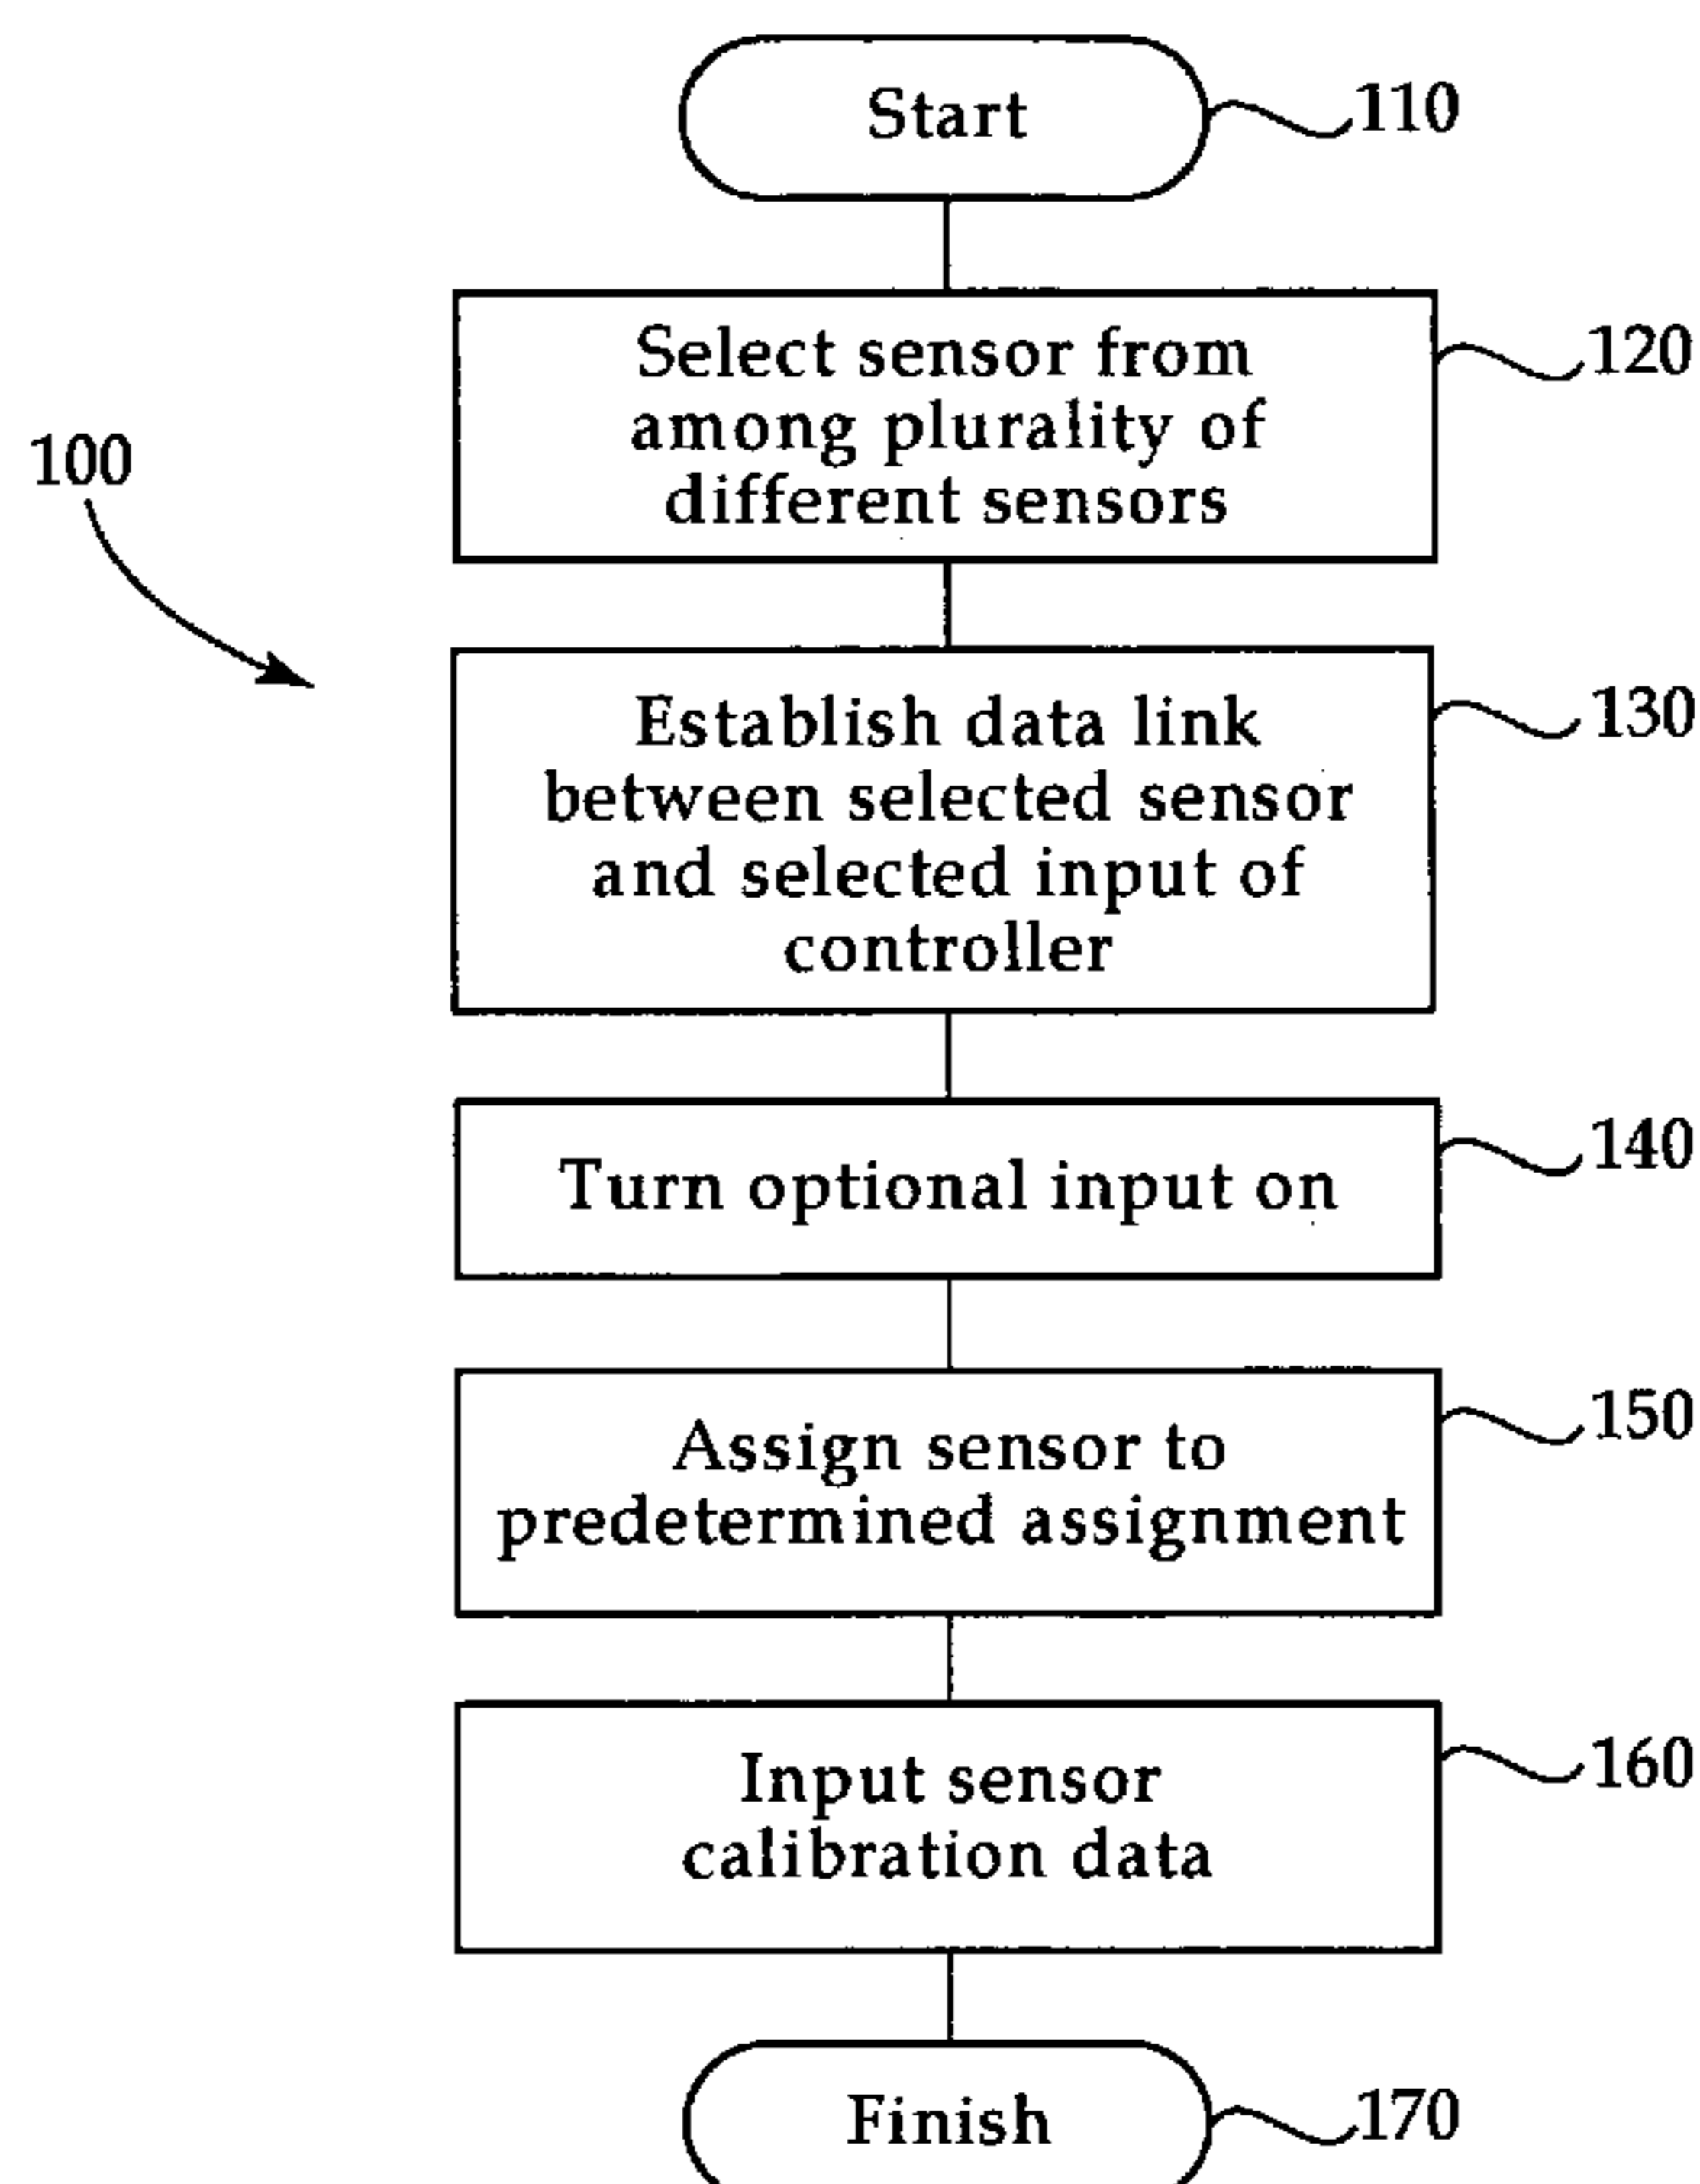 Start
110
Select sensor from
among plurality of
different sensors
120
100
Establish data link
between selected sensor
and selected input of
controller
130
Turn optional input on
140
Assign sensor to
predetermined assignment
150
Input sensor
calibration data
160
Finish
170